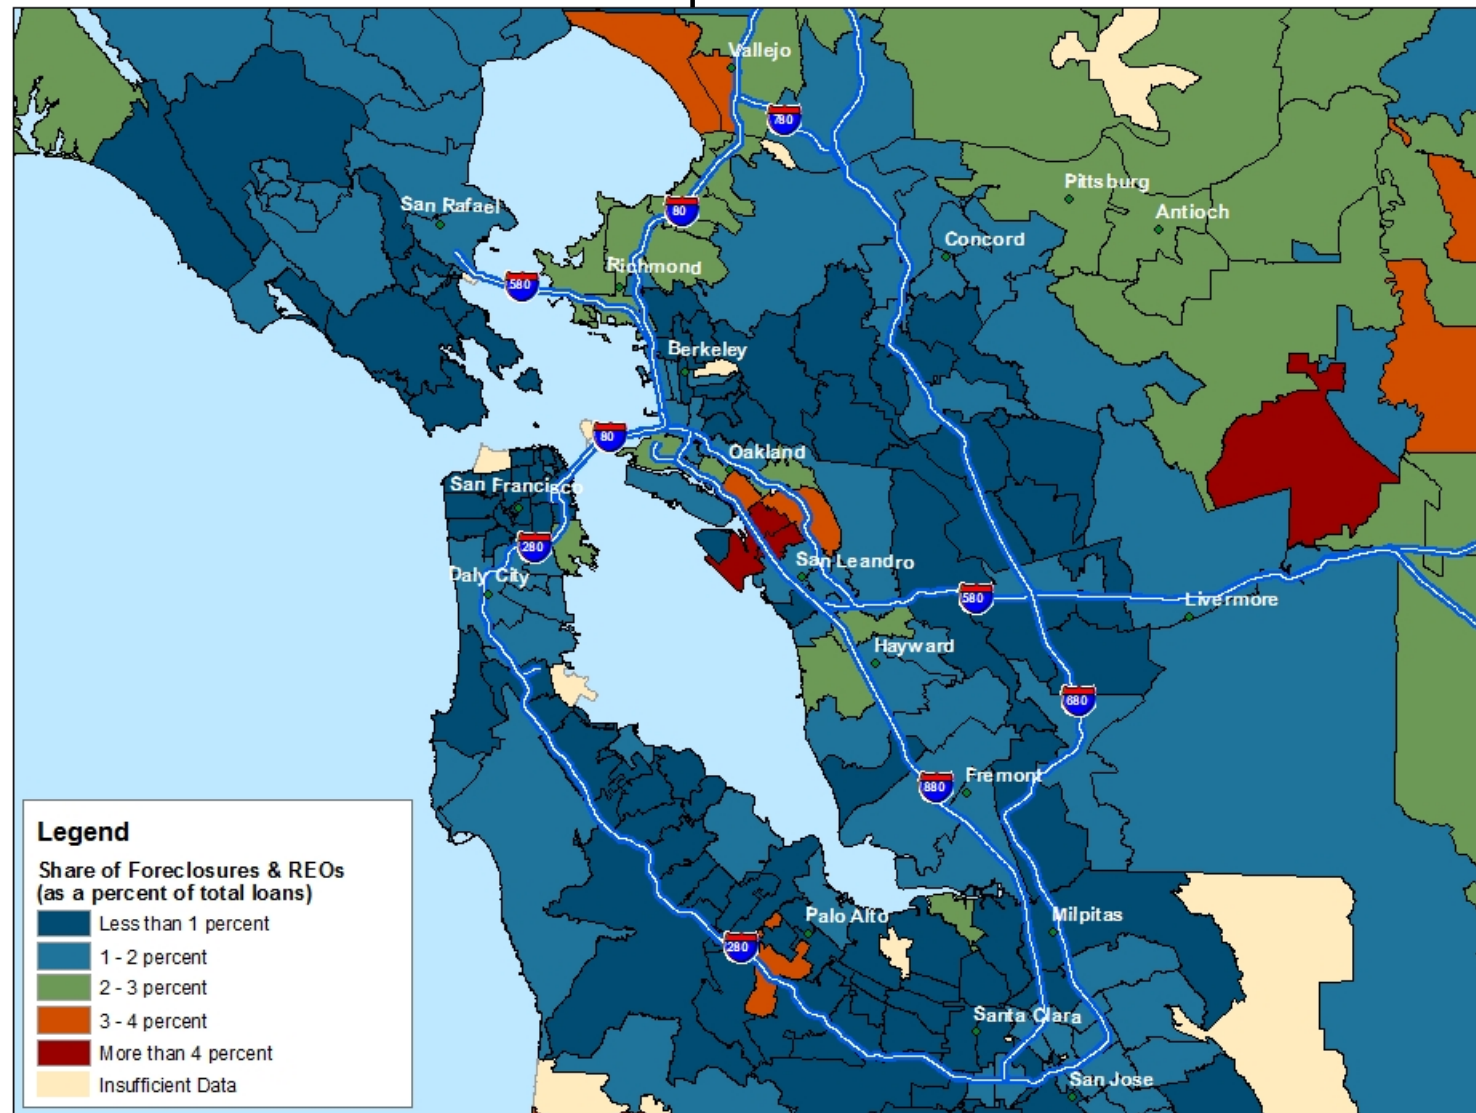 Vallejo
780
Pittsburg
San Rafael
80
Antioch
Concord
Richmond
580
Berkeley
80
Oakland
San Francisco
280
San Leandro
Daly City
580
Livermore
Hayward
680
Fremont
880
Palo Alto
Milpitas
280
Santa Clara
San Jose
Legend
Share of Foreclosures & REOs
(as a percent of total loans)
Less than 1 percent
1 - 2 percent
2 - 3 percent
3 - 4 percent
More than 4 percent
Insufficient Data